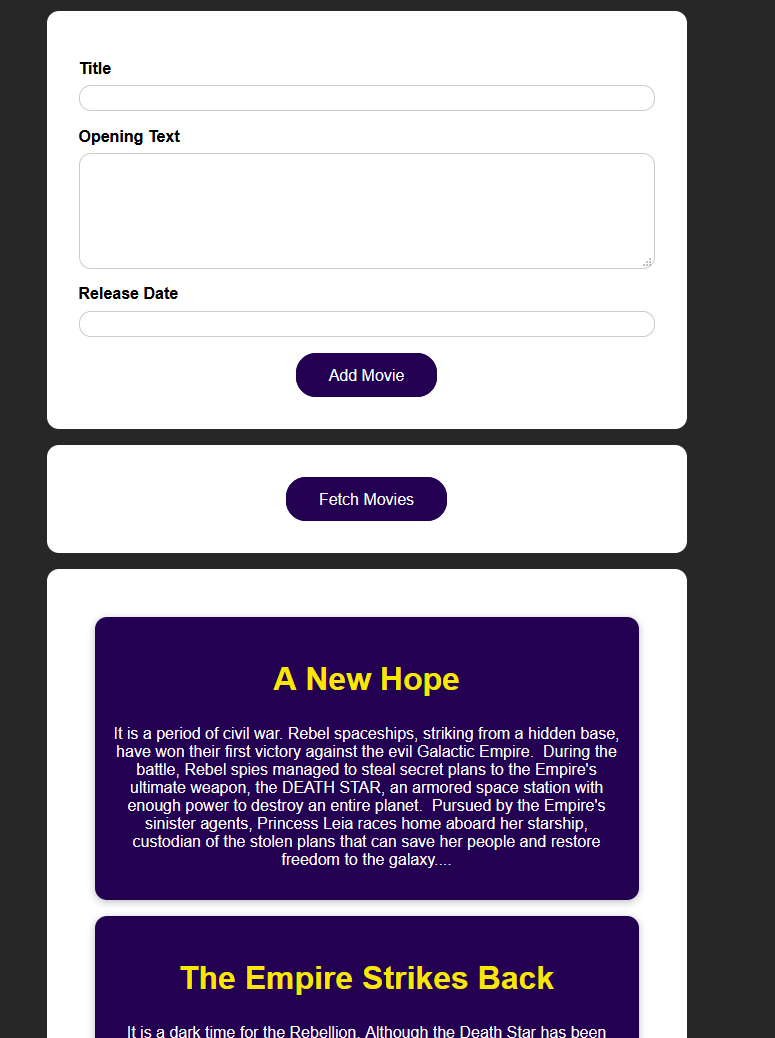 Title
Opening Text
Release Date
Add Movie
Fetch Movies
A New Hope
It is a period of civil war. Rebel spaceships, striking from a hidden base,
have won their first victory against the evil Galactic Empire.  During the
battle, Rebel spies managed to steal secret plans to the Empire's
ultimate weapon, the DEATH STAR, an armored space station with
enough power to destroy an entire planet.  Pursued by the Empire's
sinister agents, Princess Leia races home aboard her starship,
custodian of the stolen plans that can save her people and restore
freedom to the galaxy....
The Empire Strikes Back
It is a dark time for the Rebellion. Although the Death Star has been